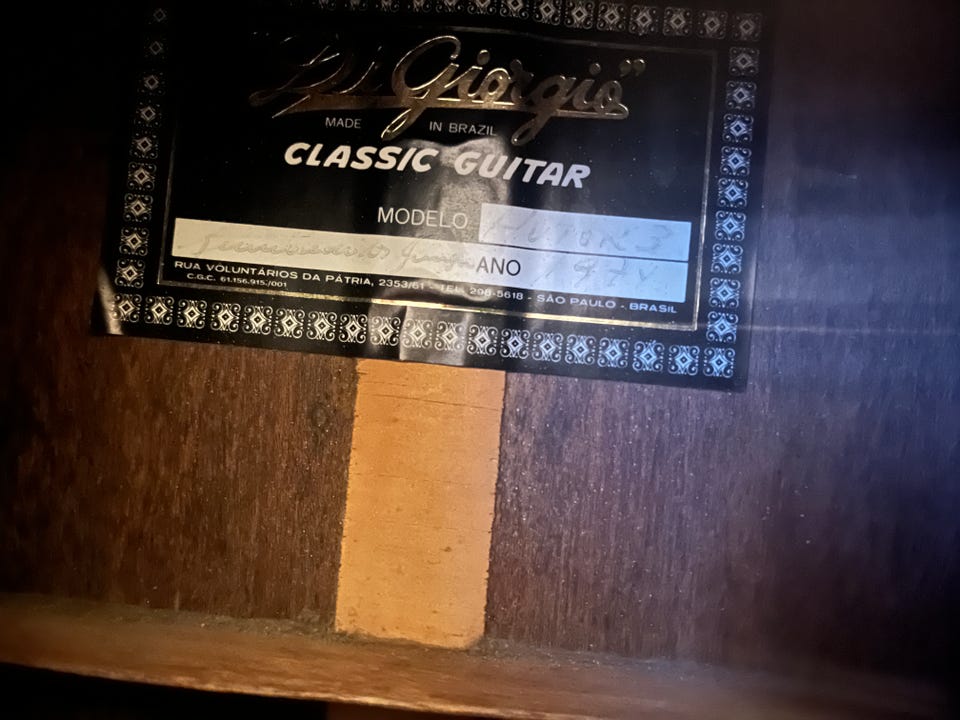 "Di Giorgio"
MADE IN BRAZIL
CLASSIC GUITAR
MODELO
ANO
RUA VOLUNTÁRIOS DA PÁTRIA, 2353/61 - TEL. 298-5618 - SÃO PAULO - BRASIL
C.G.C. 61.156.915/001